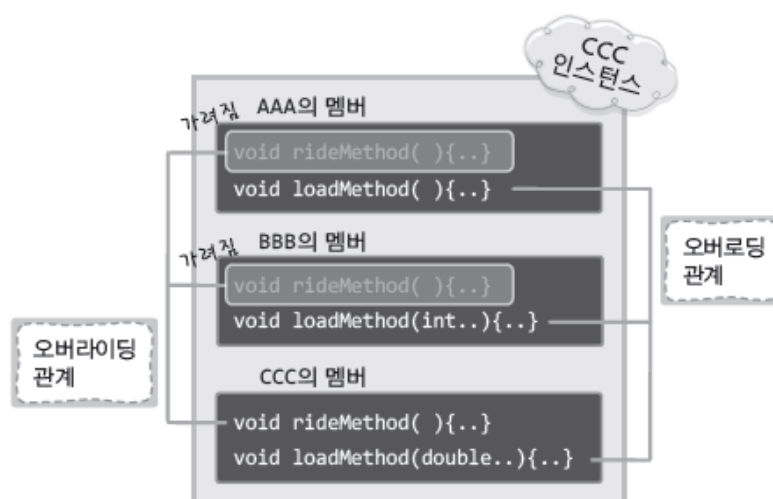 CCC
인스턴스
AAA의 멤버
가려짐
void rideMethod( ){..}
void loadMethod( ){..}
BBB의 멤버
가려짐
void rideMethod( ){..}
void loadMethod(int..){..}
오버로딩
관계
오버라이딩
관계
CCC의 멤버
void rideMethod( ){..}
void loadMethod(double..){..}